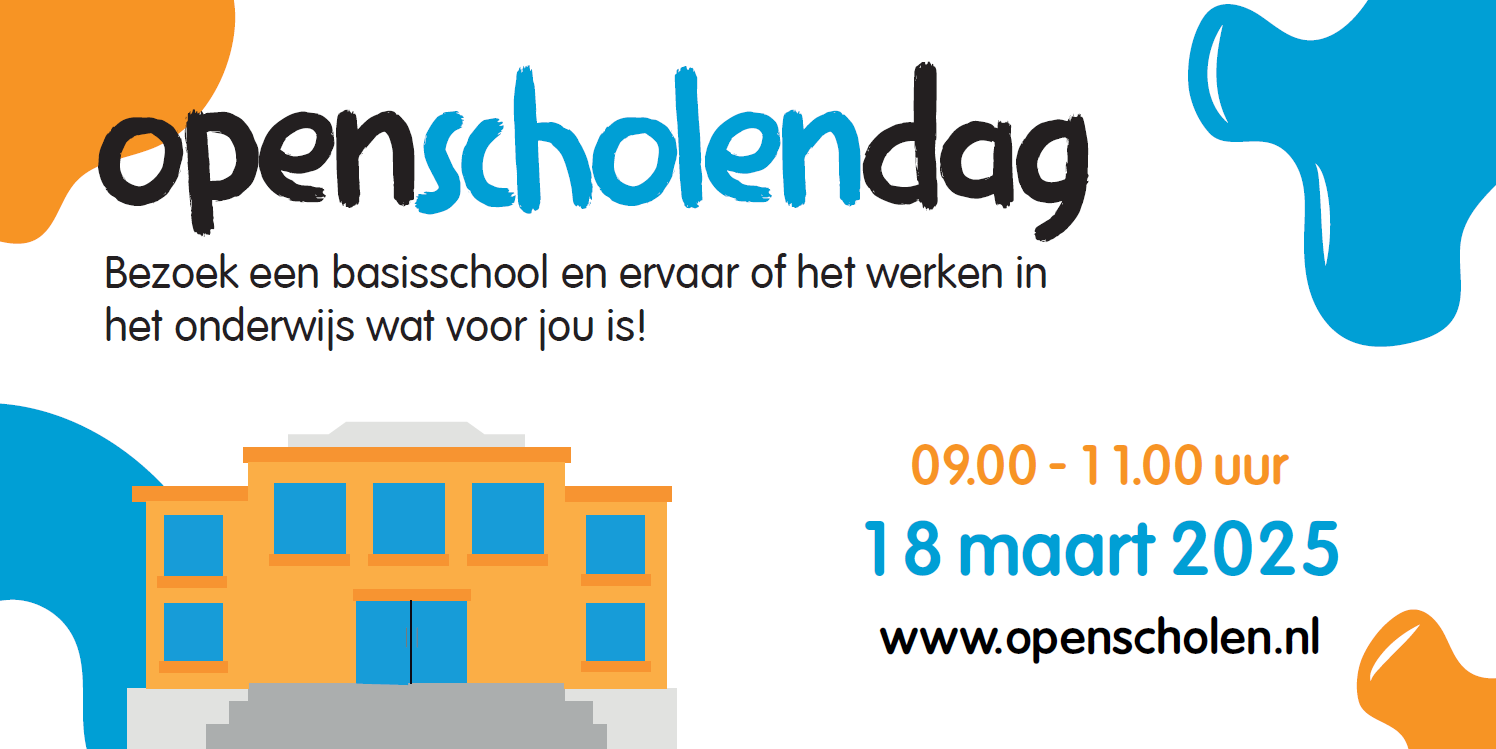 openscholendag
Bezoek een basisschool en ervaar of het werken in
het onderwijs wat voor jou is!
09.00 - 11.00 uur
18 maart 2025
www.openscholen.nl